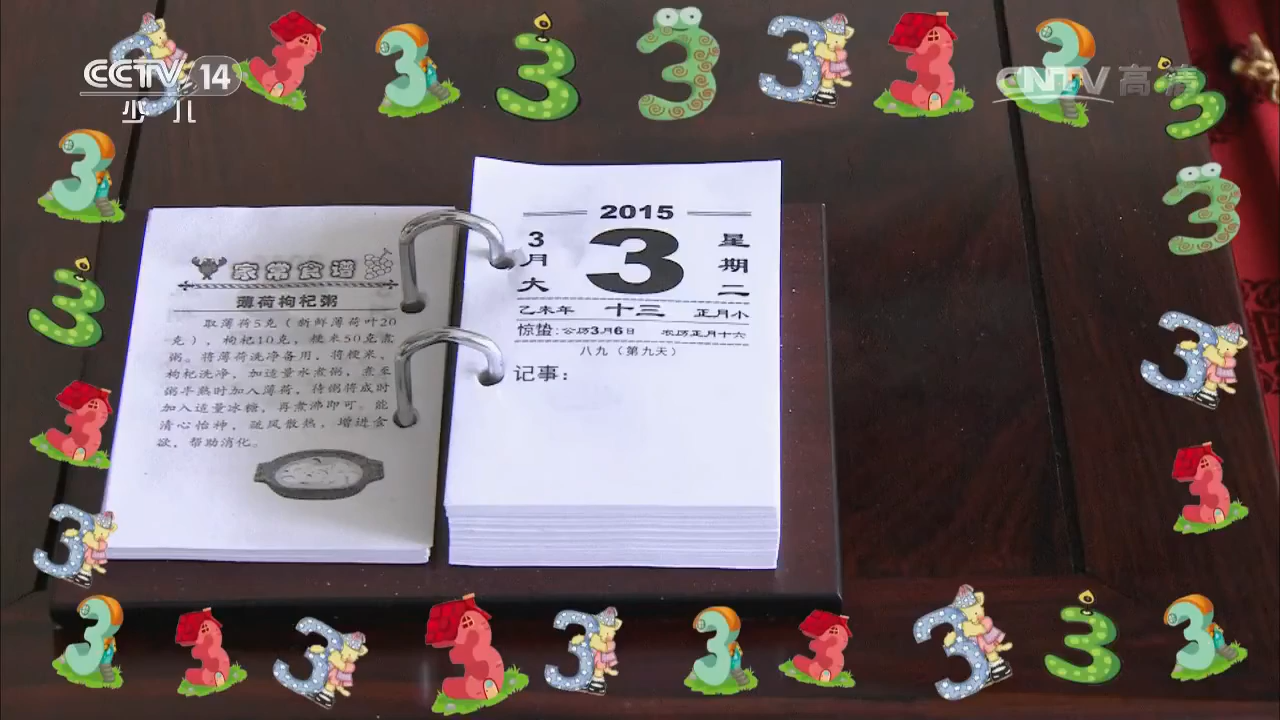 CCTV 14
少儿
CNTV 高清
家常食谱
薄荷枸杞粥
取薄荷5克（新鲜薄荷叶20
克），枸杞10克，粳米50克煮
粥。将薄荷洗净备用，将粳米、
枸杞洗净，加适量水煮粥，煮至
粥半熟时加入薄荷，待粥将成时
加入适量冰糖，再煮沸即可。能
清心怡神，疏风散热，增进食
欲，帮助消化。
2015
3月大
3
星期二
乙未年 十三 正月小
惊蛰：公历3月6日 农历正月十六
八九（第九天）
记事：